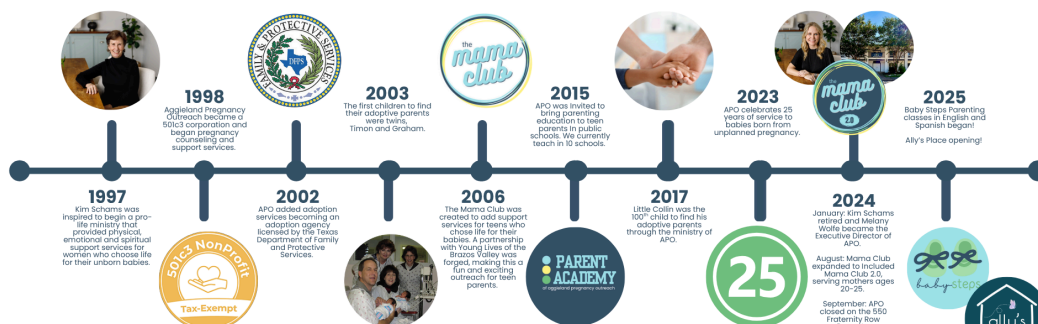 1997
Kim Schams was
inspired to begin a pro-
life ministry that
provided physical,
emotional and spiritual
support services for
women who choose life
for their unborn babies.
1998
Aggieland Pregnancy
Outreach became a
501c3 corporation and
began pregnancy
counseling and
support services.
501c3 NonProfit
Tax-Exempt
FAMILY & PROTECTIVE SERVICES
DFPS
2002
APO added adoption
services becoming an
adoption agency
licensed by the Texas
Department of Family
and Protective
Services.
2003
The first children to find
their adoptive parents
were twins,
Timon and Graham.
the
mama
club
2006
The Mama Club was
created to add support
services for teens who
chose life for their
babies. A partnership
with Young Lives of the
Brazos Valley was
forged, making this a
fun and exciting
outreach for teen
parents.
2015
APO was Invited to
bring parenting
education to teen
parents In public
schools. We currently
teach in 10 schools.
PARENT
ACADEMY
of aggieland pregnancy outreach
2017
Little Collin was the
100th child to find his
adoptive parents
through the ministry of
APO.
2023
APO celebrates 25
years of service to
babies born from
unplanned pregnancy.
25
the
mama
club
2.0
2024
January: Kim Schams
retired and Melany
Wolfe became the
Executive Director of
APO.
August: Mama Club
expanded to Included
Mama Club 2.0,
serving mothers ages
20-25.
September: APO
closed on the 550
Fraternity Row
2025
Baby Steps Parenting
classes in English and
Spanish began!
Ally's Place opening!
baby steps
ally's